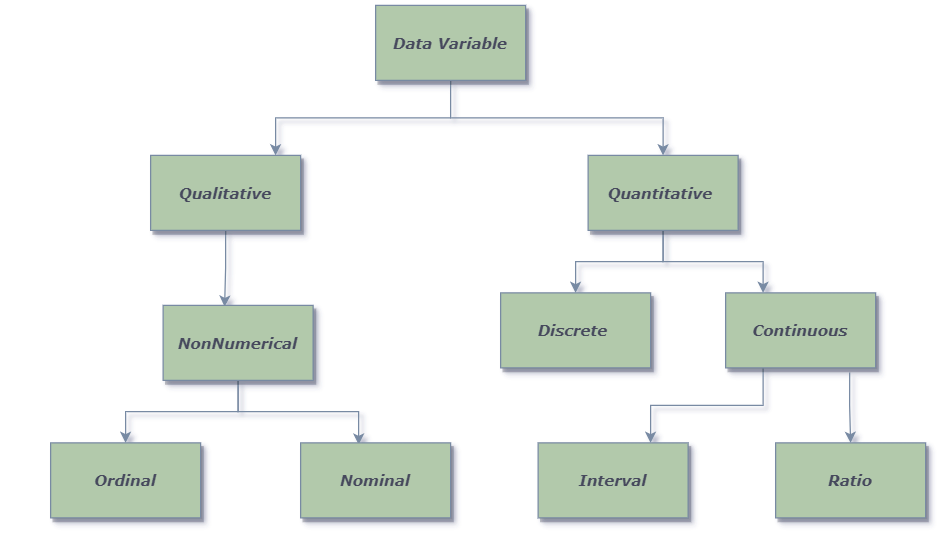 Data Variable
Qualitative
Quantitative
Discrete
Continuous
NonNumerical
Ordinal
Nominal
Interval
Ratio